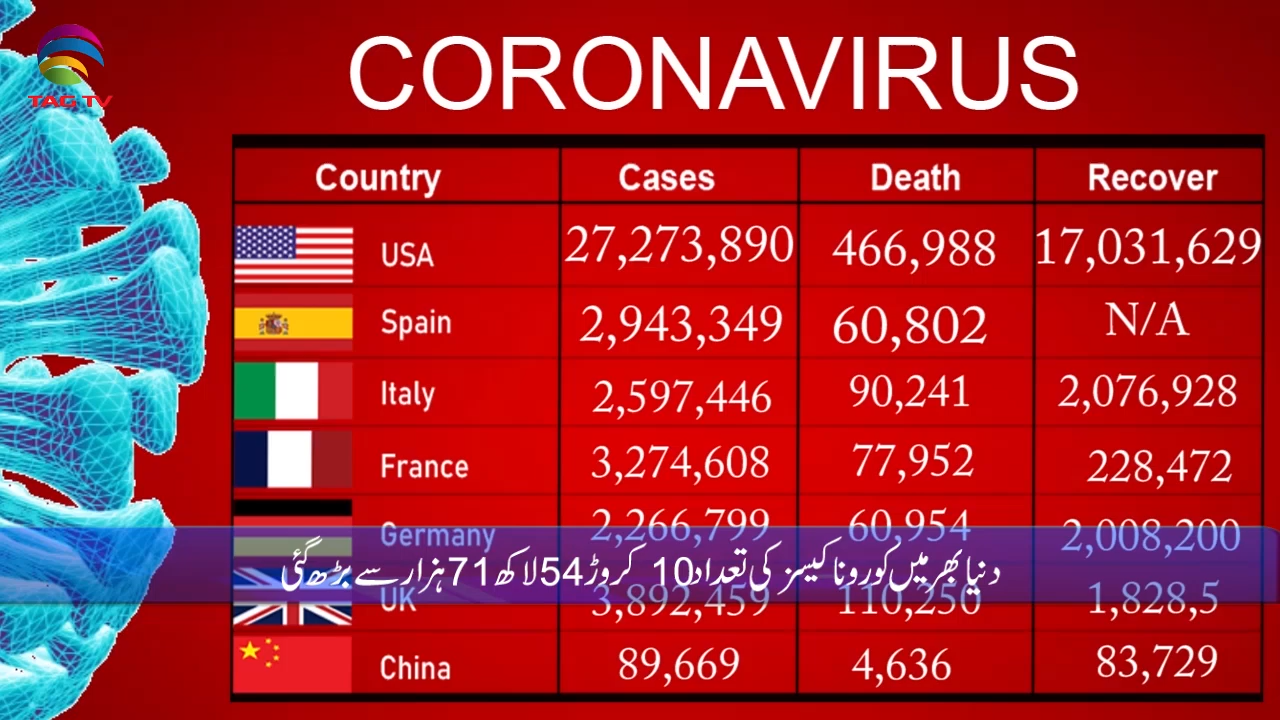 TAG TV
CORONAVIRUS
Country Cases Death Recover
USA 27,273,890 466,988 17,031,629
Spain 2,943,349 60,802 N/A
Italy 2,597,446 90,241 2,076,928
France 3,274,608 77,952 228,472
Germany 2,266,799 60,954 2,008,200
دنیا بھر میں کورونا کیسز کی تعداد 10 کروڑ 54 لاکھ 71 ہزار سے بڑھ گئی
UK 3,892,459 110,250 1,828,5
China 89,669 4,636 83,729